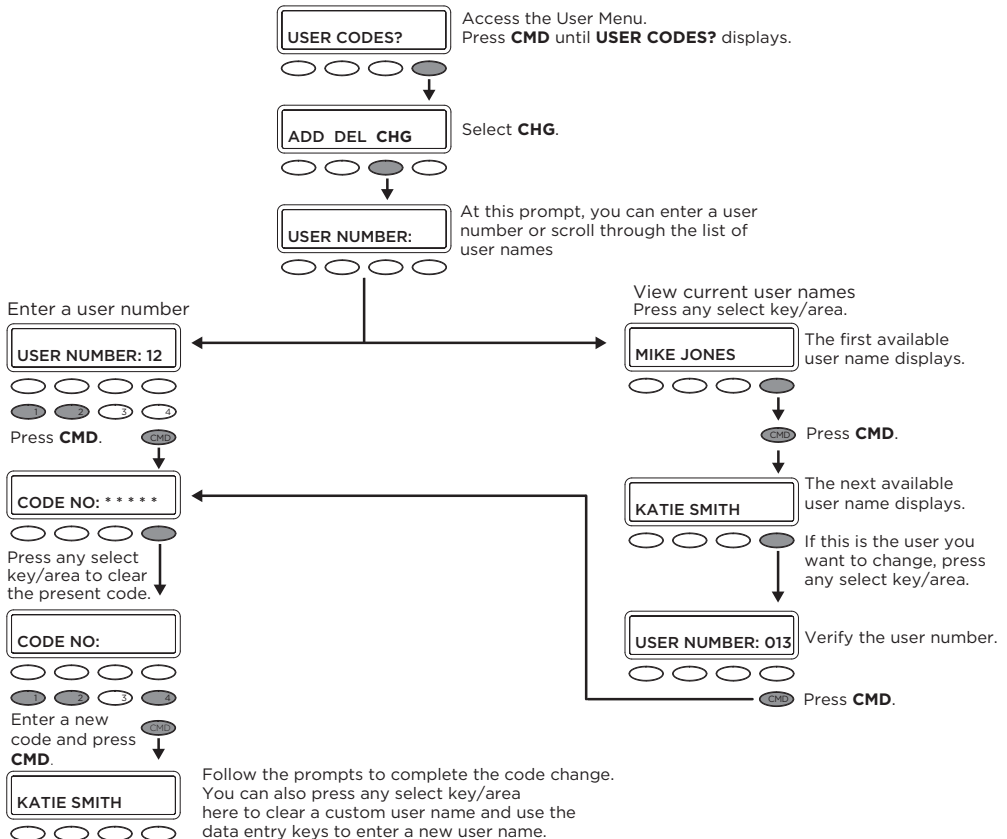 USER CODES?
Access the User Menu.
Press CMD until USER CODES? displays.
ADD DEL CHG
Select CHG.
USER NUMBER:
At this prompt, you can enter a user
number or scroll through the list of
user names
Enter a user number
USER NUMBER: 12
1 2 3 4
Press CMD.
CMD
CODE NO: * * * * *
Press any select
key/area to clear
the present code.
CODE NO:
1 2 3 4
Enter a new
code and press
CMD.
CMD
KATIE SMITH
Follow the prompts to complete the code change.
You can also press any select key/area
here to clear a custom user name and use the
data entry keys to enter a new user name.
View current user names
Press any select key/area.
MIKE JONES
The first available
user name displays.
CMD
Press CMD.
KATIE SMITH
The next available
user name displays.
If this is the user you
want to change, press
any select key/area.
USER NUMBER: 013
Verify the user number.
CMD
Press CMD.